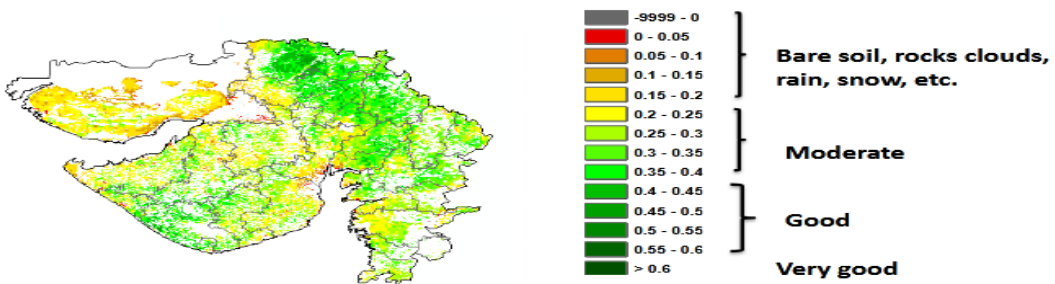 -9999 - 0
0 - 0.05
0.05 - 0.1
0.1 - 0.15
0.15 - 0.2
0.2 - 0.25
0.25 - 0.3
0.3 - 0.35
0.35 - 0.4
0.4 - 0.45
0.45 - 0.5
0.5 - 0.55
0.55 - 0.6
> 0.6
Bare soil, rocks clouds,
rain, snow, etc.
Moderate
Good
Very good